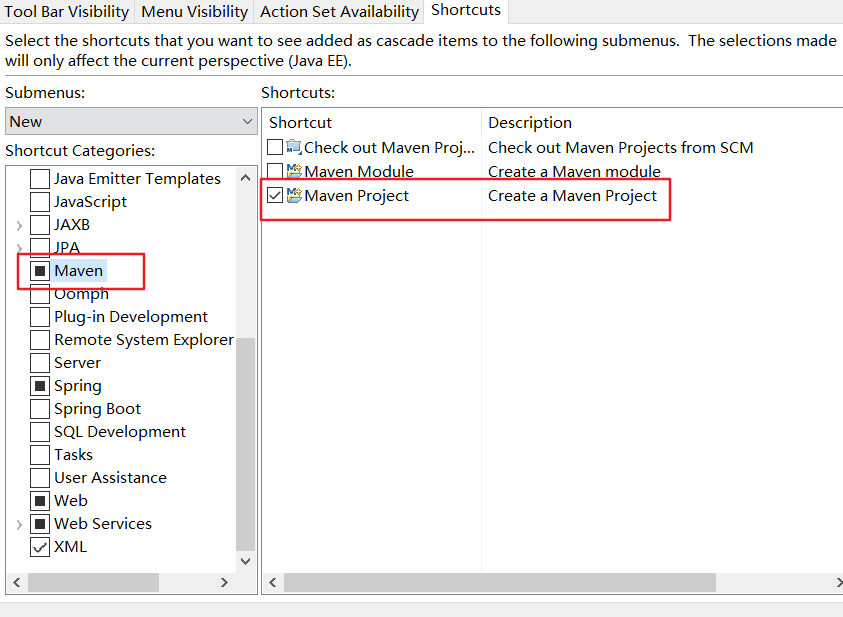 Tool Bar Visibility Menu Visibility Action Set Availability Shortcuts
Select the shortcuts that you want to see added as cascade items to the following submenus. The selections made
will only affect the current perspective (Java EE).
Submenus:
New
Shortcut Categories:
Java Emitter Templates
JavaScript
JAXB
JPA
Maven
Oomph
Plug-in Development
Remote System Explorer
Server
Spring
Spring Boot
SQL Development
Tasks
User Assistance
Web
Web Services
XML
Shortcuts:
Shortcut Description
Check out Maven Proj... Check out Maven Projects from SCM
Maven Module Create a Maven module
Maven Project Create a Maven Project